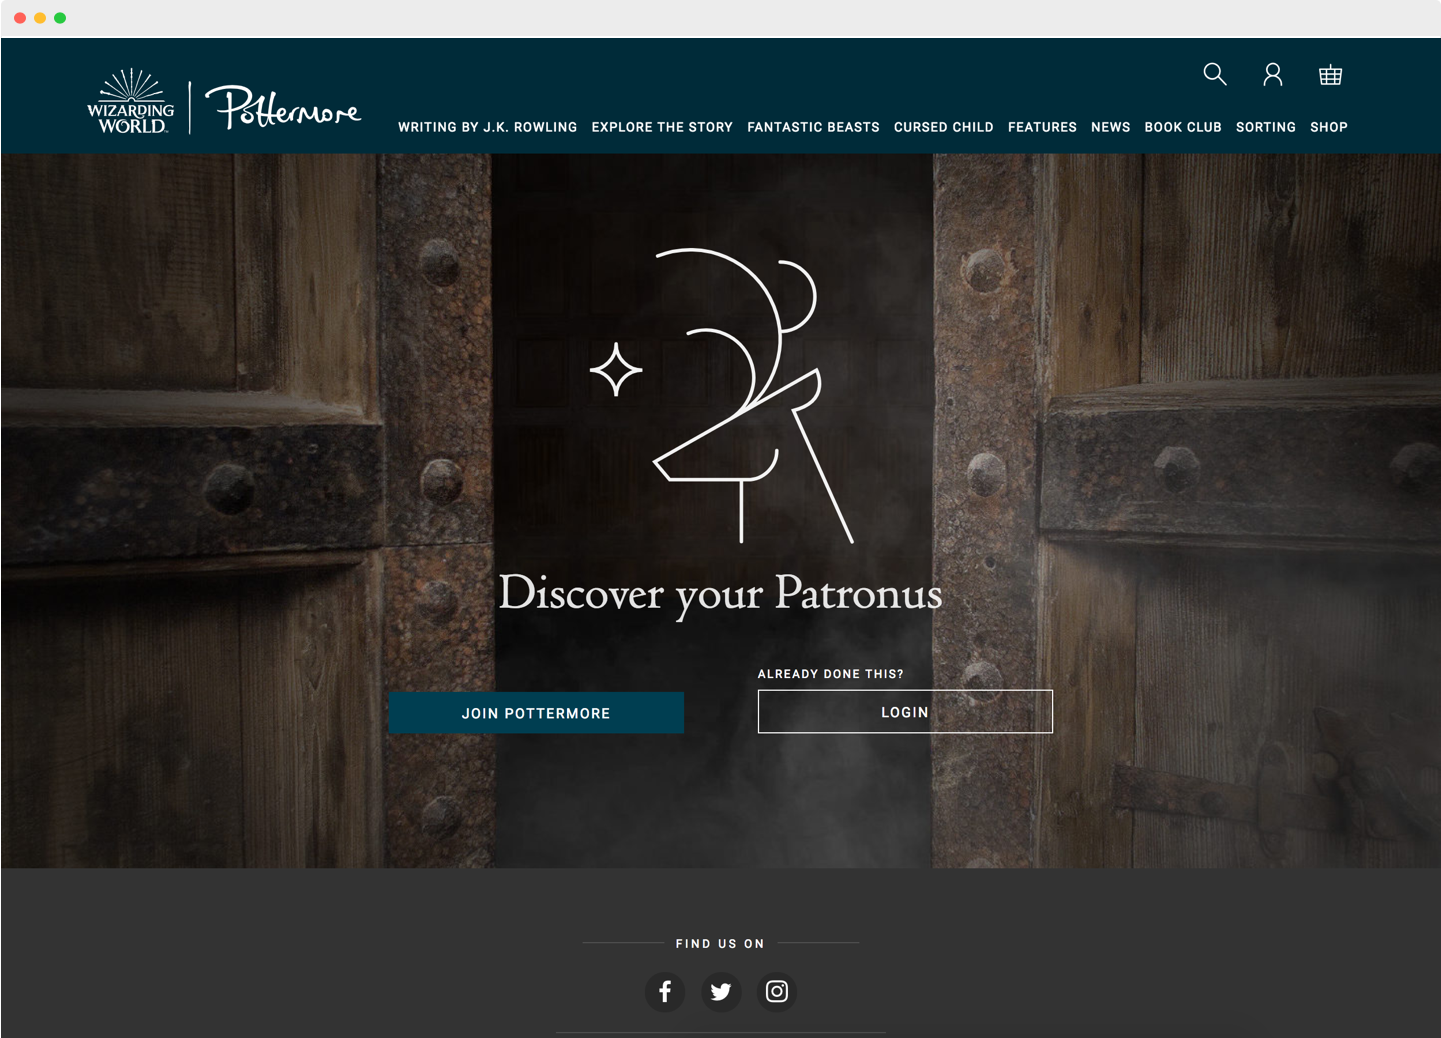 WIZARDING
WORLD™
Pottermore
WRITING BY J.K. ROWLING EXPLORE THE STORY FANTASTIC BEASTS CURSED CHILD FEATURES NEWS BOOK CLUB SORTING SHOP
Discover your Patronus
ALREADY DONE THIS?
JOIN POTTERMORE
LOGIN
FIND US ON